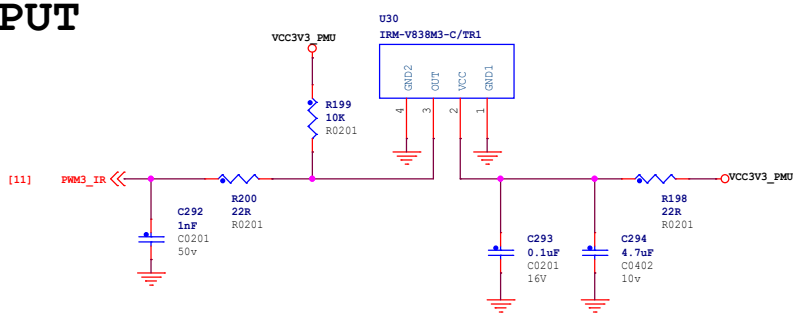 PUT
U30
IRM-V838M3-C/TR1
VCC3V3_PMU
GND2
OUT
VCC
GND1
4
3
2
1
R199
10K
R0201
[11]
PWM3_IR
R200
22R
R0201
C292
1nF
C0201
50v
VCC3V3_PMU
R198
22R
R0201
C293
0.1uF
C0201
16V
C294
4.7uF
C0402
10v